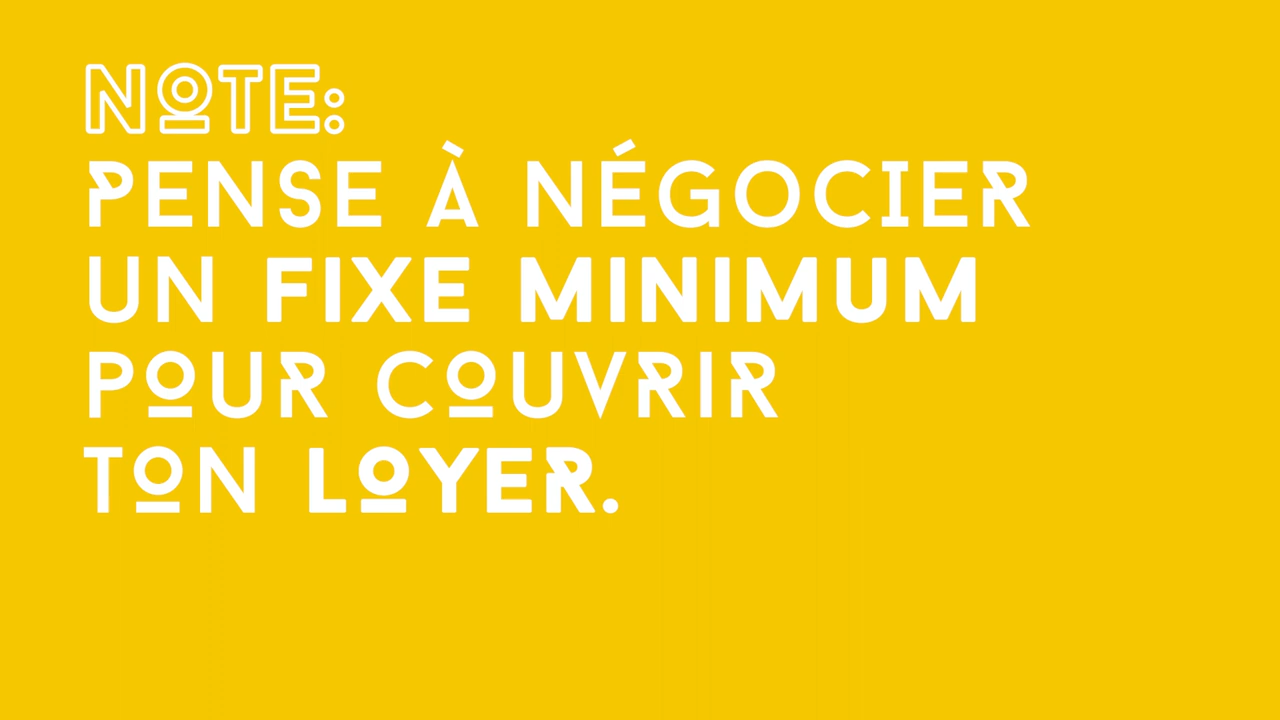 NOTE:
PENSE À NÉGOCIER
UN FIXE MINIMUM
POUR COUVRIR
TON LOYER.